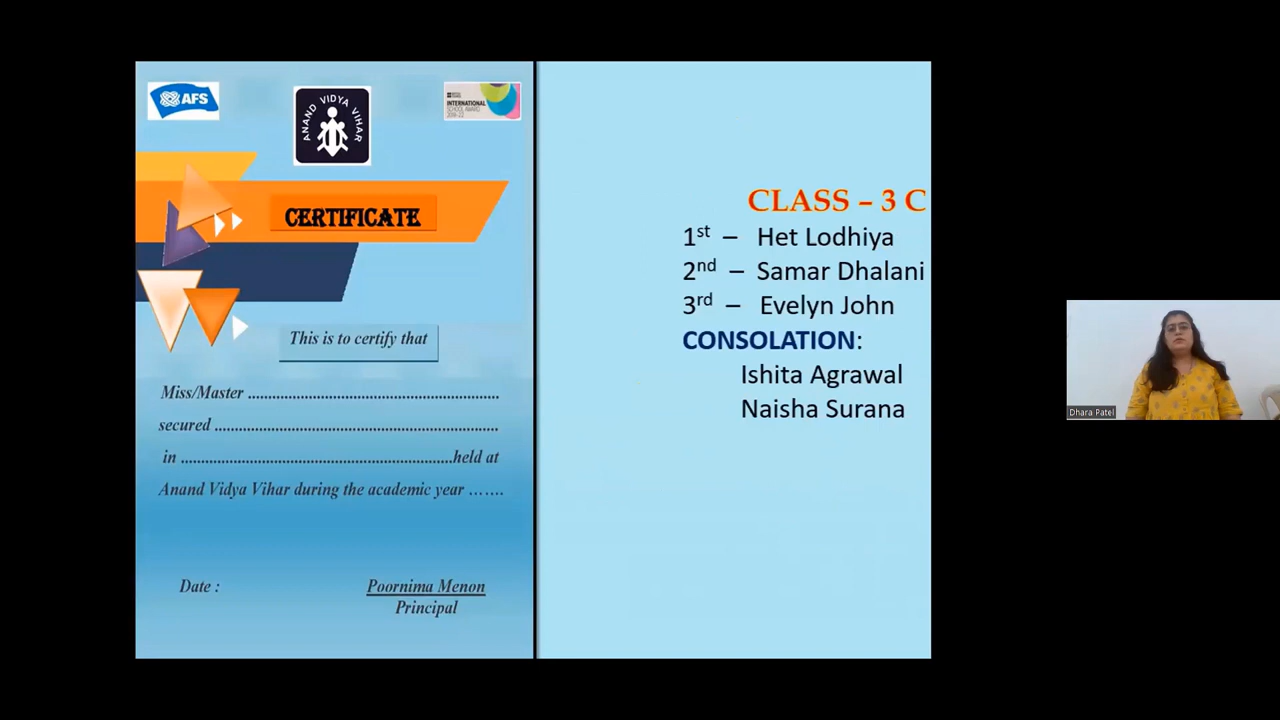 AFS
ANAND VIDYA VIHAR
INTERNATIONAL
SCHOOL AWARD
CERTIFICATE
This is to certify that
Miss/Master ..........................................................
secured ..................................................................
in ...............................................................held at
Anand Vidya Vihar during the academic year .......
Date :
Poornima Menon
Principal
CLASS – 3 C
1st – Het Lodhiya
2nd – Samar Dhalani
3rd – Evelyn John
CONSOLATION:
Ishita Agrawal
Naisha Surana
Dhara Patel